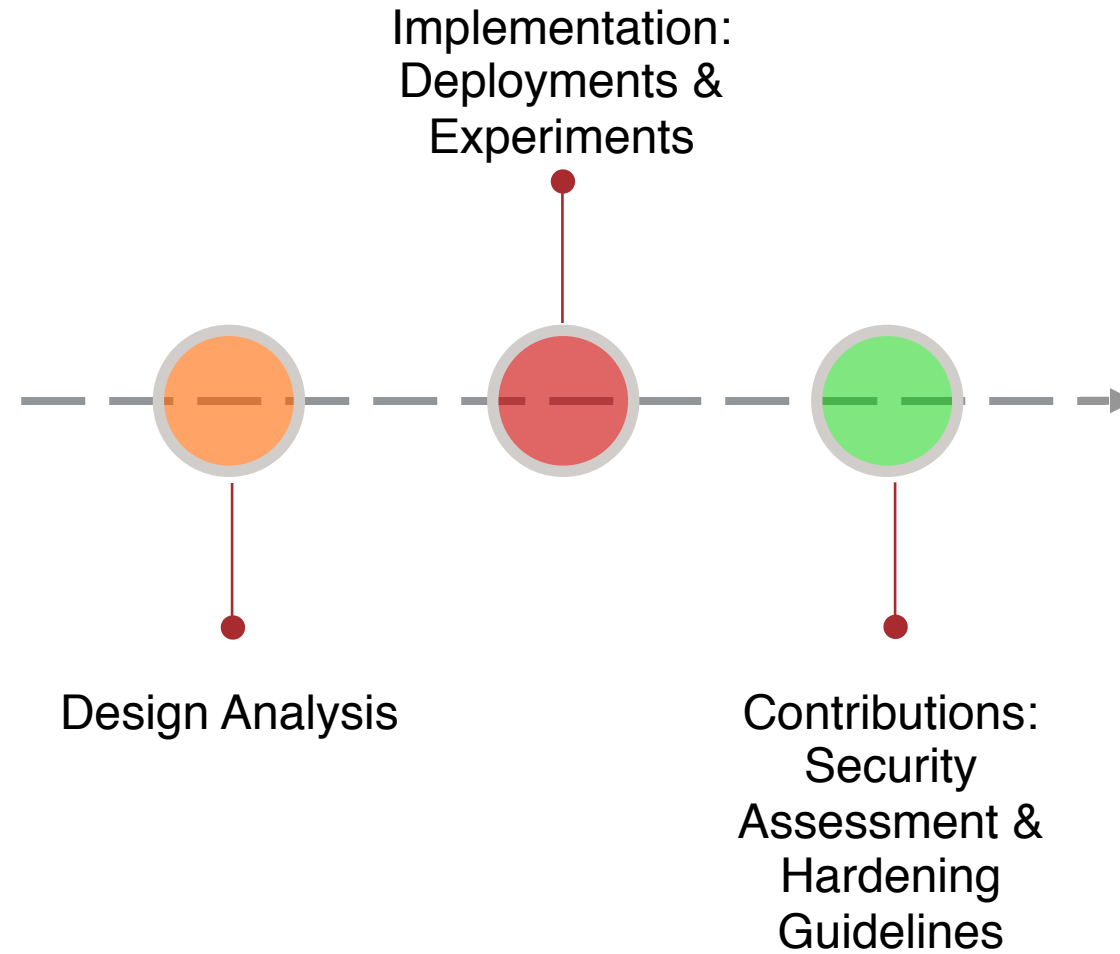 Implementation:
Deployments &
Experiments
Design Analysis
Contributions:
Security
Assessment &
Hardening
Guidelines